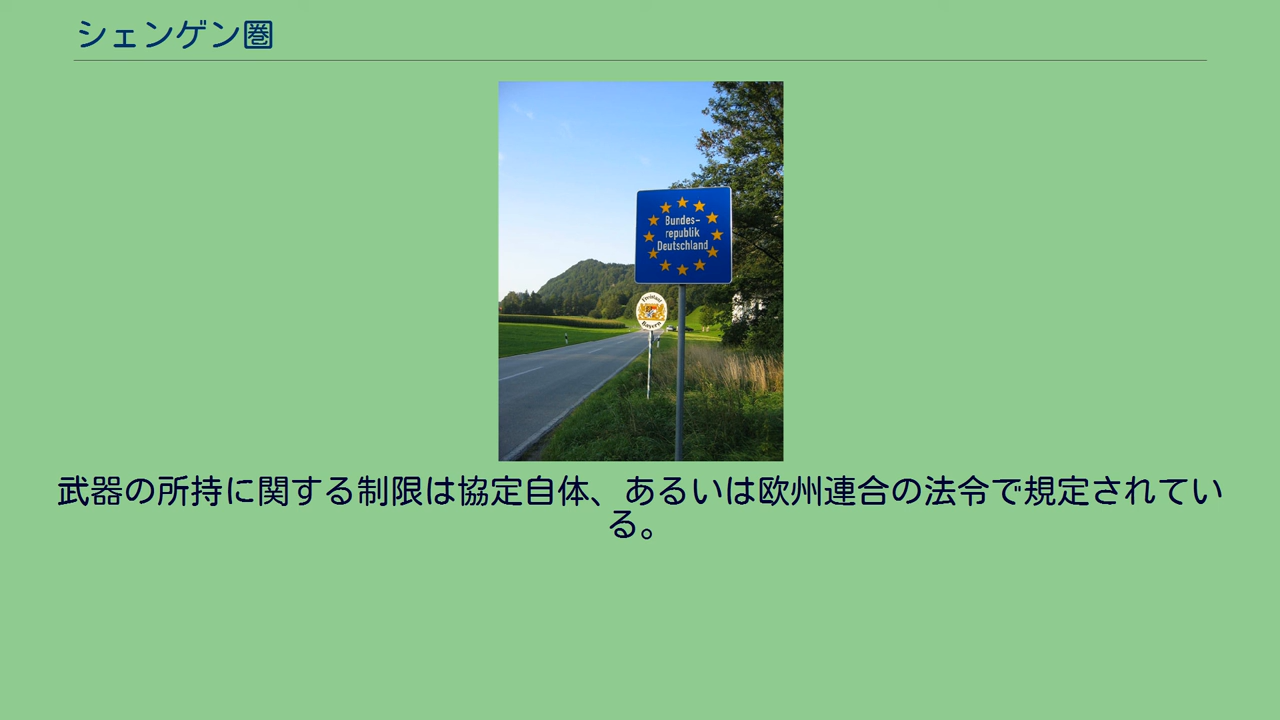 シェンゲン圏
Bundes-
republik
Deutschland
Freistaat
Bayern
武器の所持に関する制限は協定自体、あるいは欧州連合の法令で規定されてい
る。